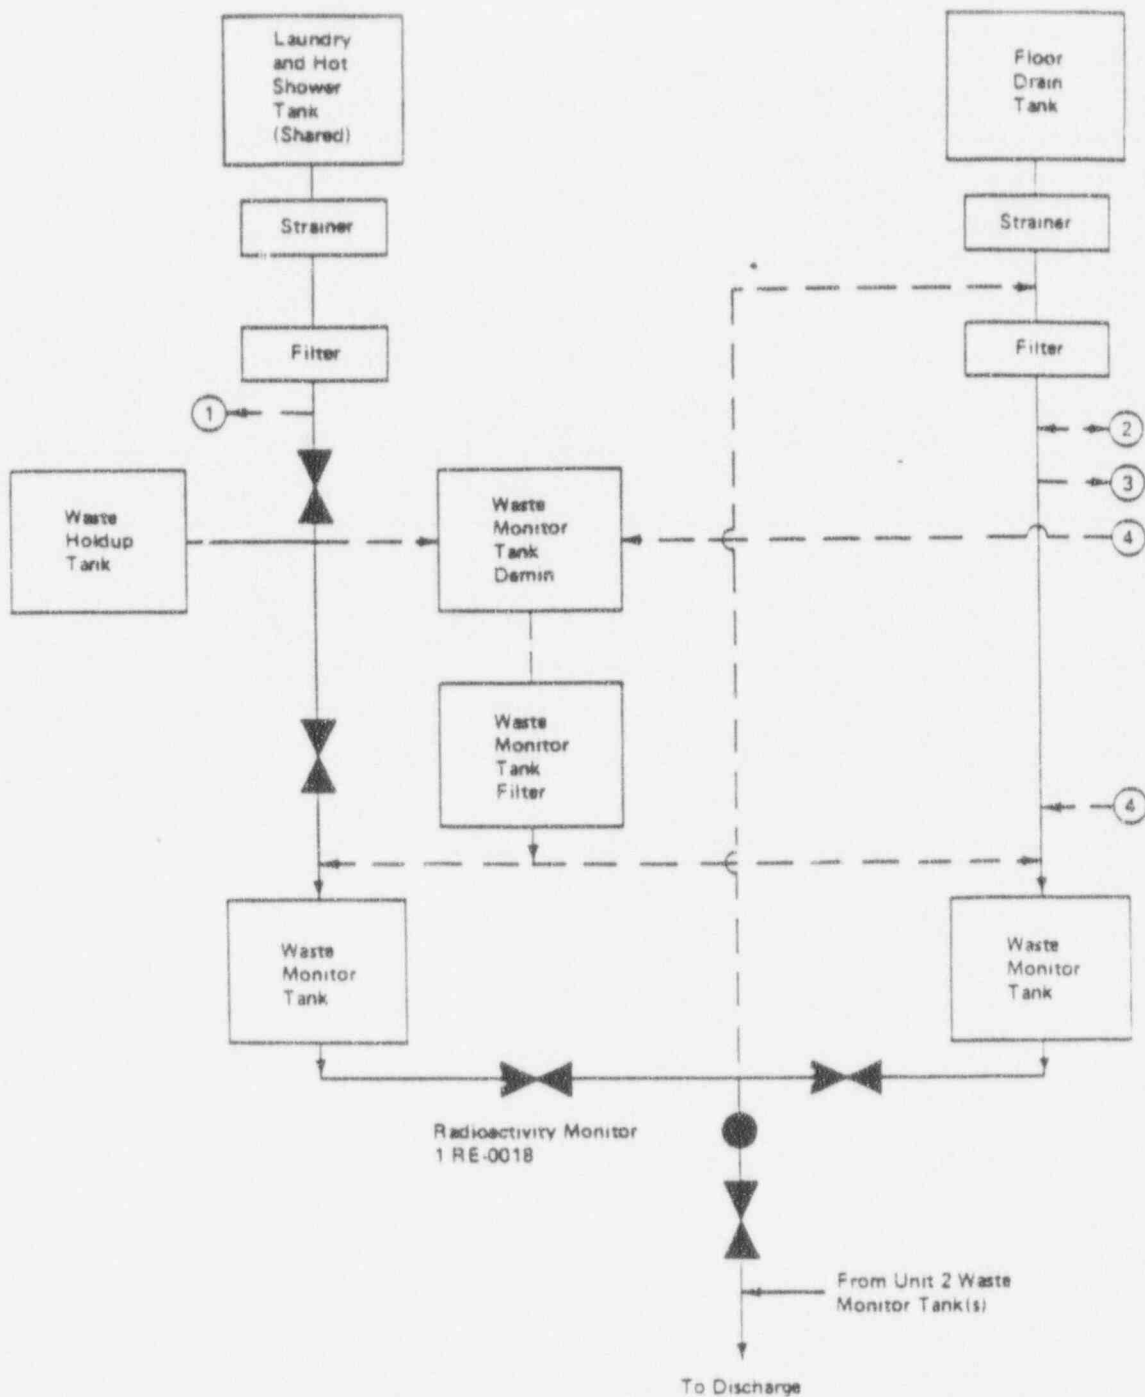 Laundry
and Hot
Shower
Tank
(Shared)
Floor
Drain
Tank
Strainer
Strainer
Filter
Filter
1
2
3
Waste
Holdup
Tank
Waste
Monitor
Tank
Demin
4
Waste
Monitor
Tank
Filter
4
Waste
Monitor
Tank
Waste
Monitor
Tank
Radioactivity Monitor
1 RE-0018
From Unit 2 Waste
Monitor Tank(s)
To Discharge